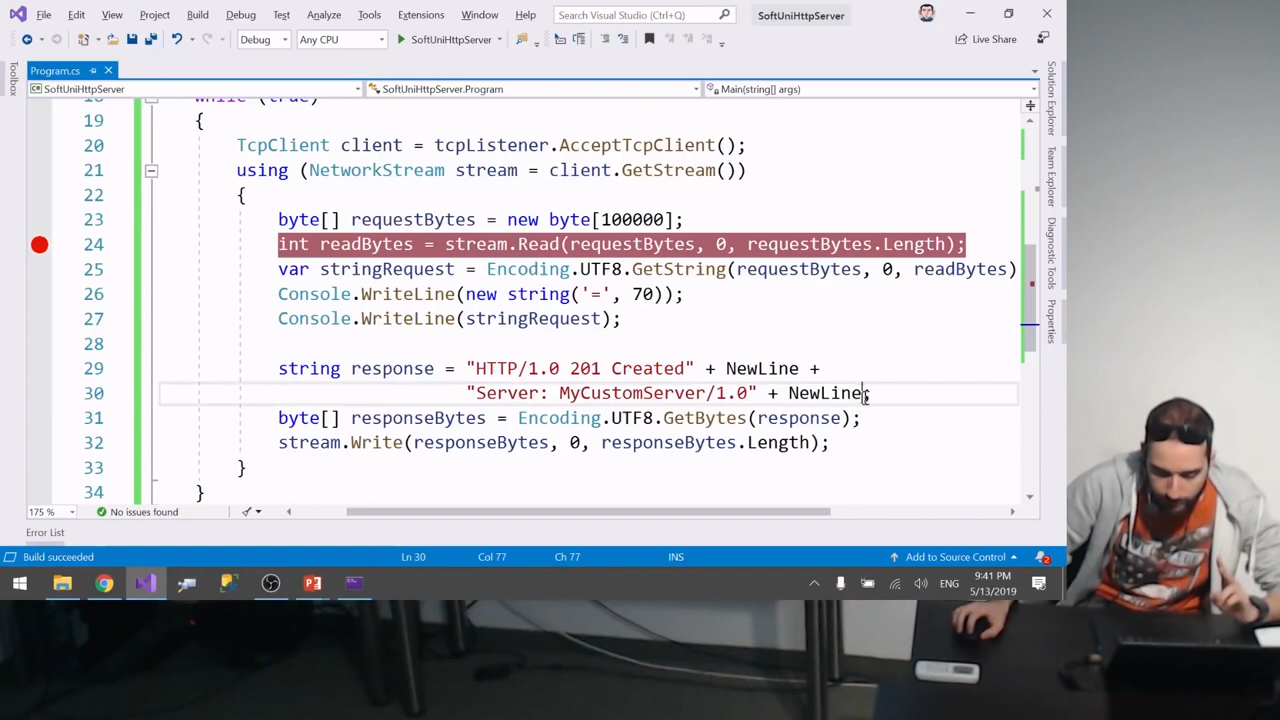 File Edit View Project Build Debug Test Analyze Tools Extensions Window Help Search Visual Studio (Ctrl+Q) SoftUniHttpServer
Debug Any CPU SoftUniHttpServer Live Share
Program.cs
SoftUniHttpServer SoftUniHttpServer.Program Main(string[] args)
while (true)
19 {
20 TcpClient client = tcpListener.AcceptTcpClient();
21 using (NetworkStream stream = client.GetStream())
22 {
23 byte[] requestBytes = new byte[100000];
24 int readBytes = stream.Read(requestBytes, 0, requestBytes.Length);
25 var stringRequest = Encoding.UTF8.GetString(requestBytes, 0, readBytes)
26 Console.WriteLine(new string('=', 70));
27 Console.WriteLine(stringRequest);
28
29 string response = "HTTP/1.0 201 Created" + NewLine +
30 "Server: MyCustomServer/1.0" + NewLine
31 byte[] responseBytes = Encoding.UTF8.GetBytes(response);
32 stream.Write(responseBytes, 0, responseBytes.Length);
33 }
34 }
175 % No issues found
Error List
Build succeeded Ln 30 Col 77 Ch 77 INS Add to Source Control 2
ENG 9:41 PM
5/13/2019
Toolbox
Solution Explorer
Team Explorer
Diagnostic Tools
Properties